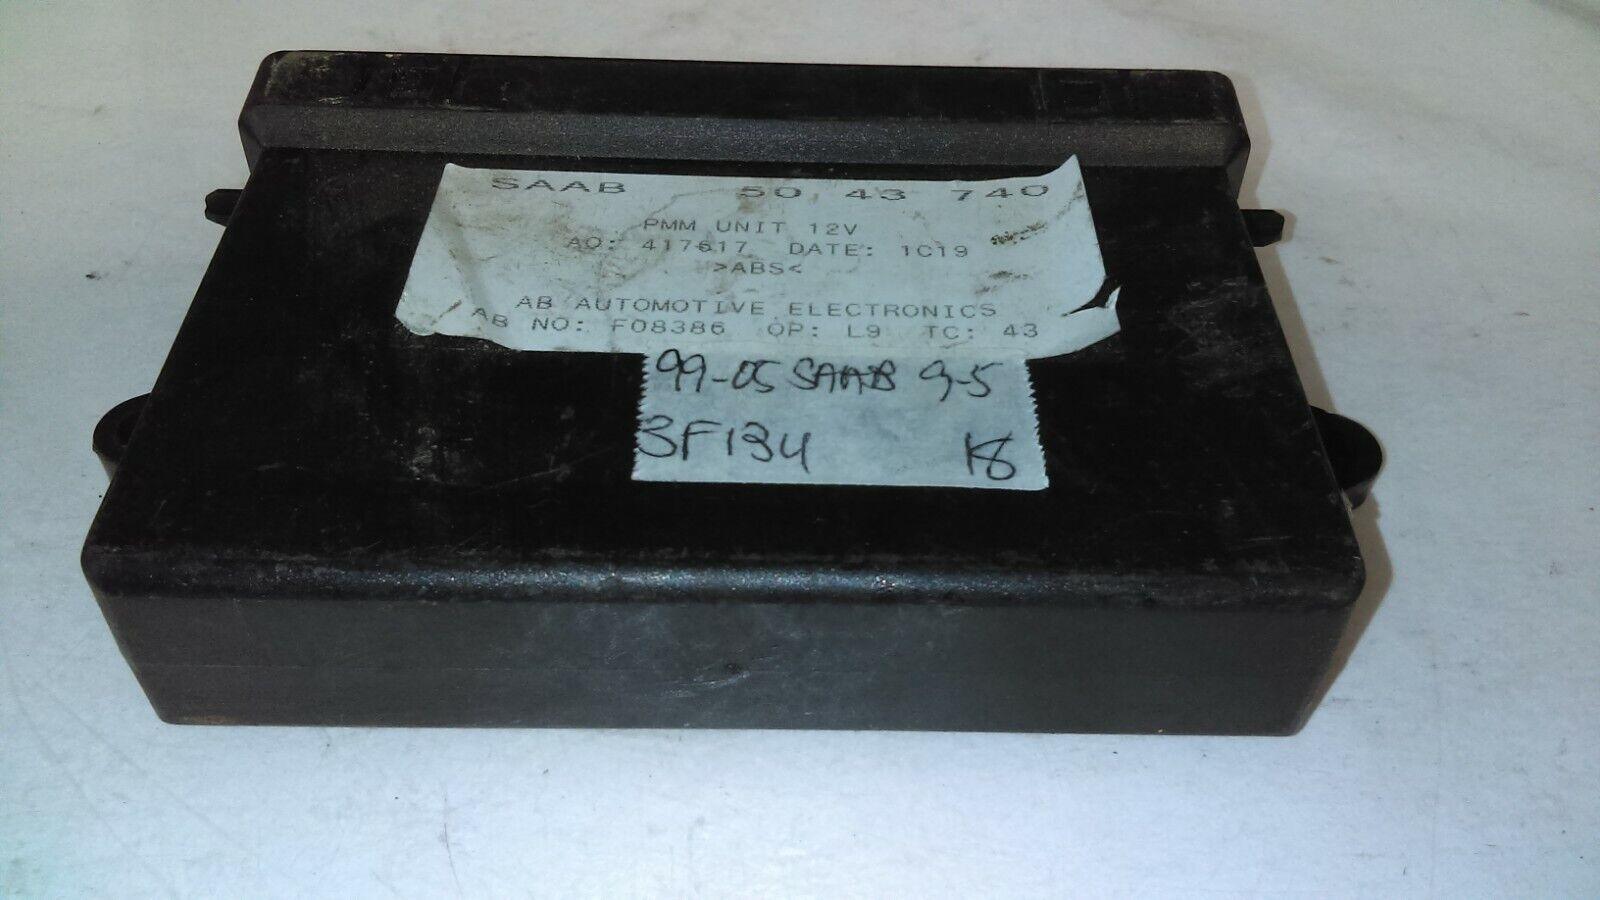 SAAB 50 43 740
PMM UNIT 12V
AO: 417617 DATE: 1C19
>ABS<
AB AUTOMOTIVE ELECTRONICS
AB NO: F08386 OP: L9 TC: 43
99-05 SAAB 9-5
3F134 K8